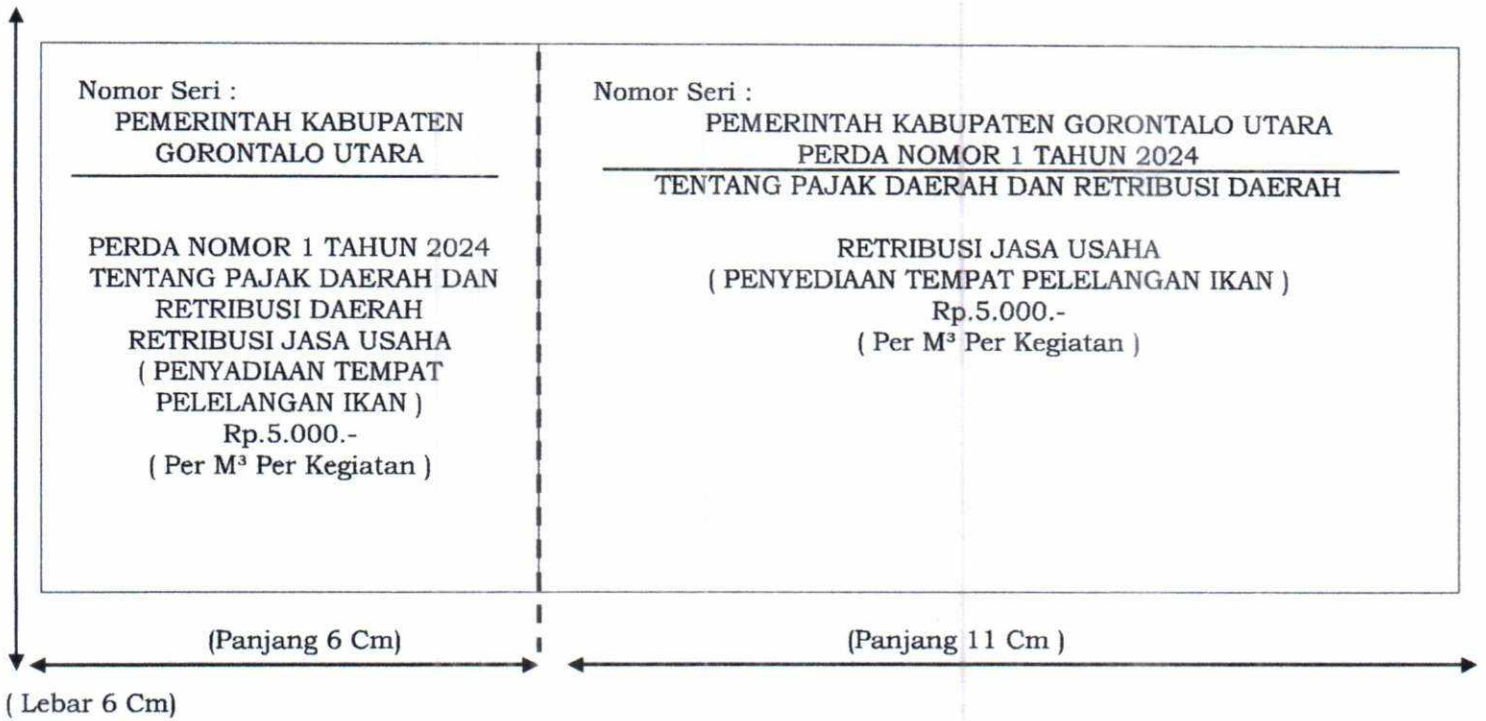 Nomor Seri :
PEMERINTAH KABUPATEN
GORONTALO UTARA
PERDA NOMOR 1 TAHUN 2024
TENTANG PAJAK DAERAH DAN
RETRIBUSI DAERAH
RETRIBUSI JASA USAHA
( PENYADIAAN TEMPAT
PELELANGAN IKAN )
Rp.5.000.-
( Per M³ Per Kegiatan )
Nomor Seri :
PEMERINTAH KABUPATEN GORONTALO UTARA
PERDA NOMOR 1 TAHUN 2024
TENTANG PAJAK DAERAH DAN RETRIBUSI DAERAH
RETRIBUSI JASA USAHA
( PENYEDIAAN TEMPAT PELELANGAN IKAN )
Rp.5.000.-
( Per M³ Per Kegiatan )
(Panjang 6 Cm)
(Panjang 11 Cm )
( Lebar 6 Cm)